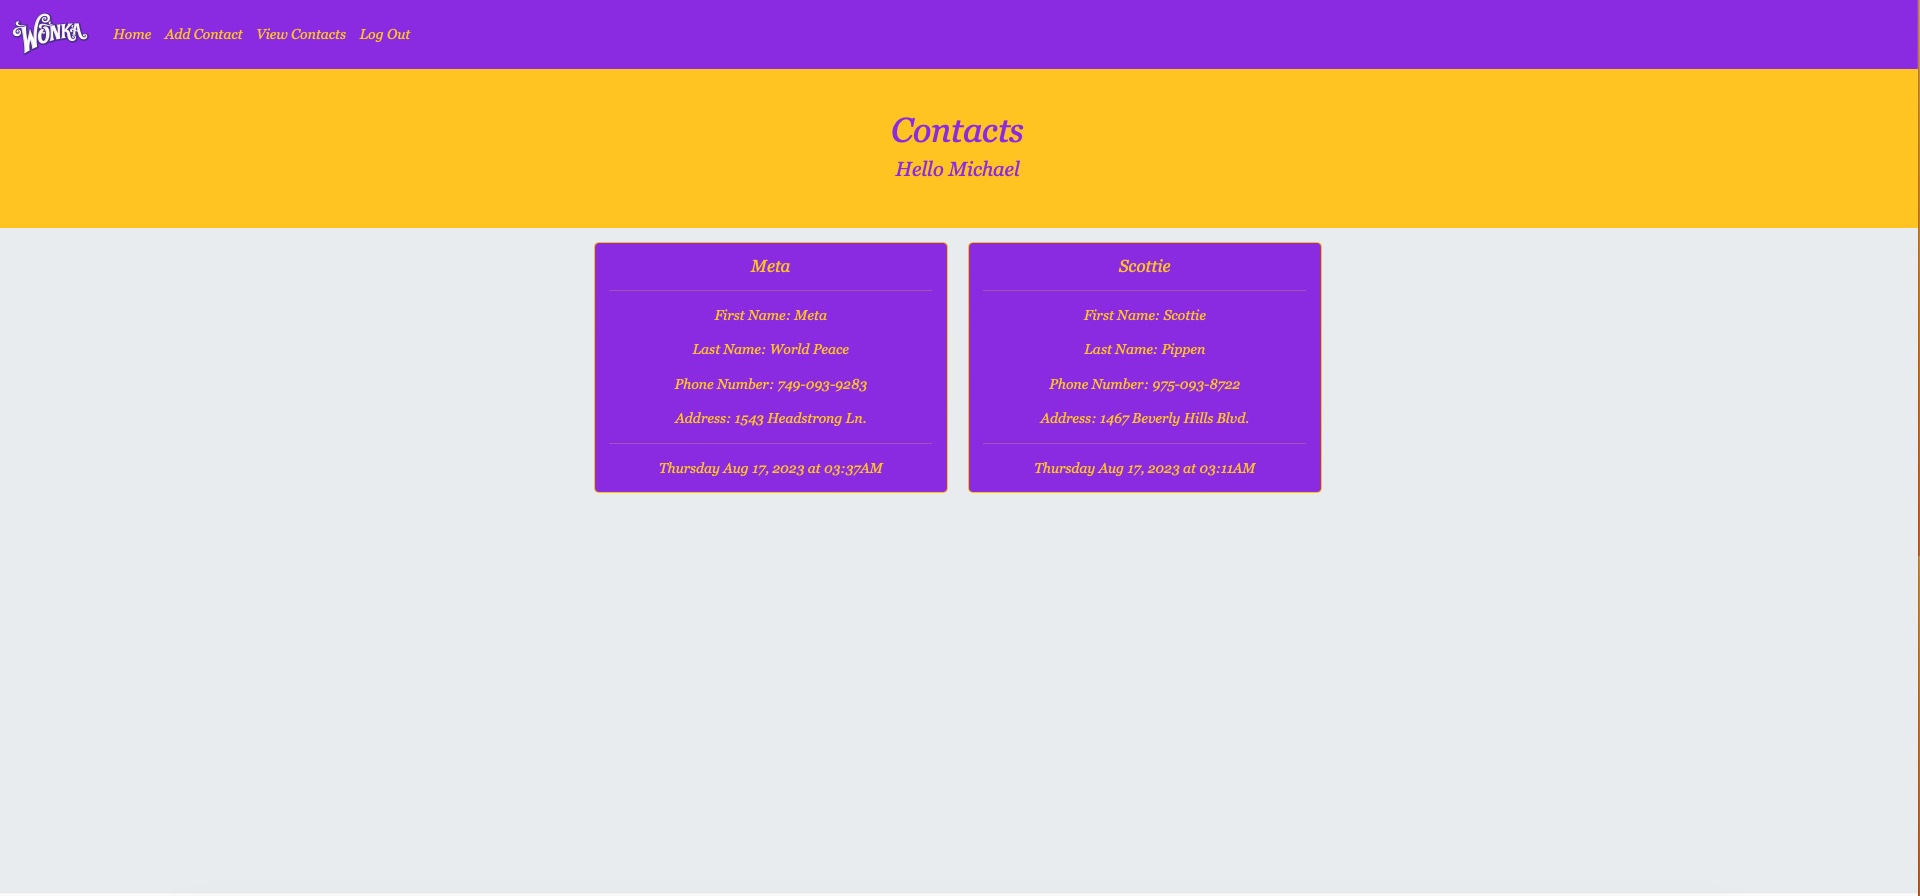 WONKA
Home Add Contact View Contacts Log Out
Contacts
Hello Michael
Meta
First Name: Meta
Last Name: World Peace
Phone Number: 749-093-9283
Address: 1543 Headstrong Ln.
Thursday Aug 17, 2023 at 03:37AM
Scottie
First Name: Scottie
Last Name: Pippen
Phone Number: 975-093-8722
Address: 1467 Beverly Hills Blvd.
Thursday Aug 17, 2023 at 03:11AM